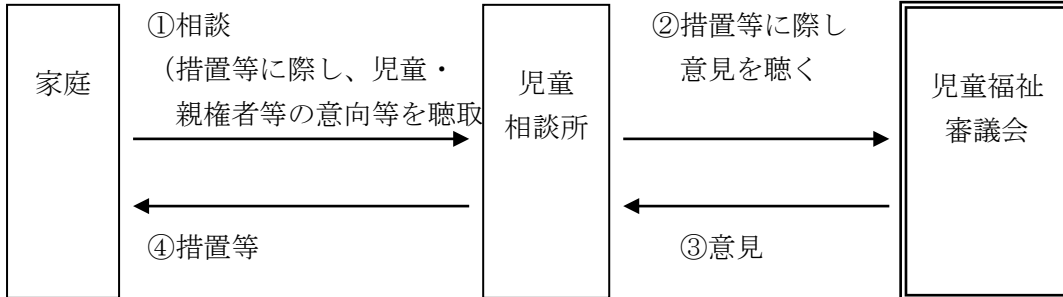 家庭
①相談
（措置等に際し、児童・
親権者等の意向等を聴取
④措置等
児童
相談所
②措置等に際し
意見を聴く
③意見
児童福祉
審議会